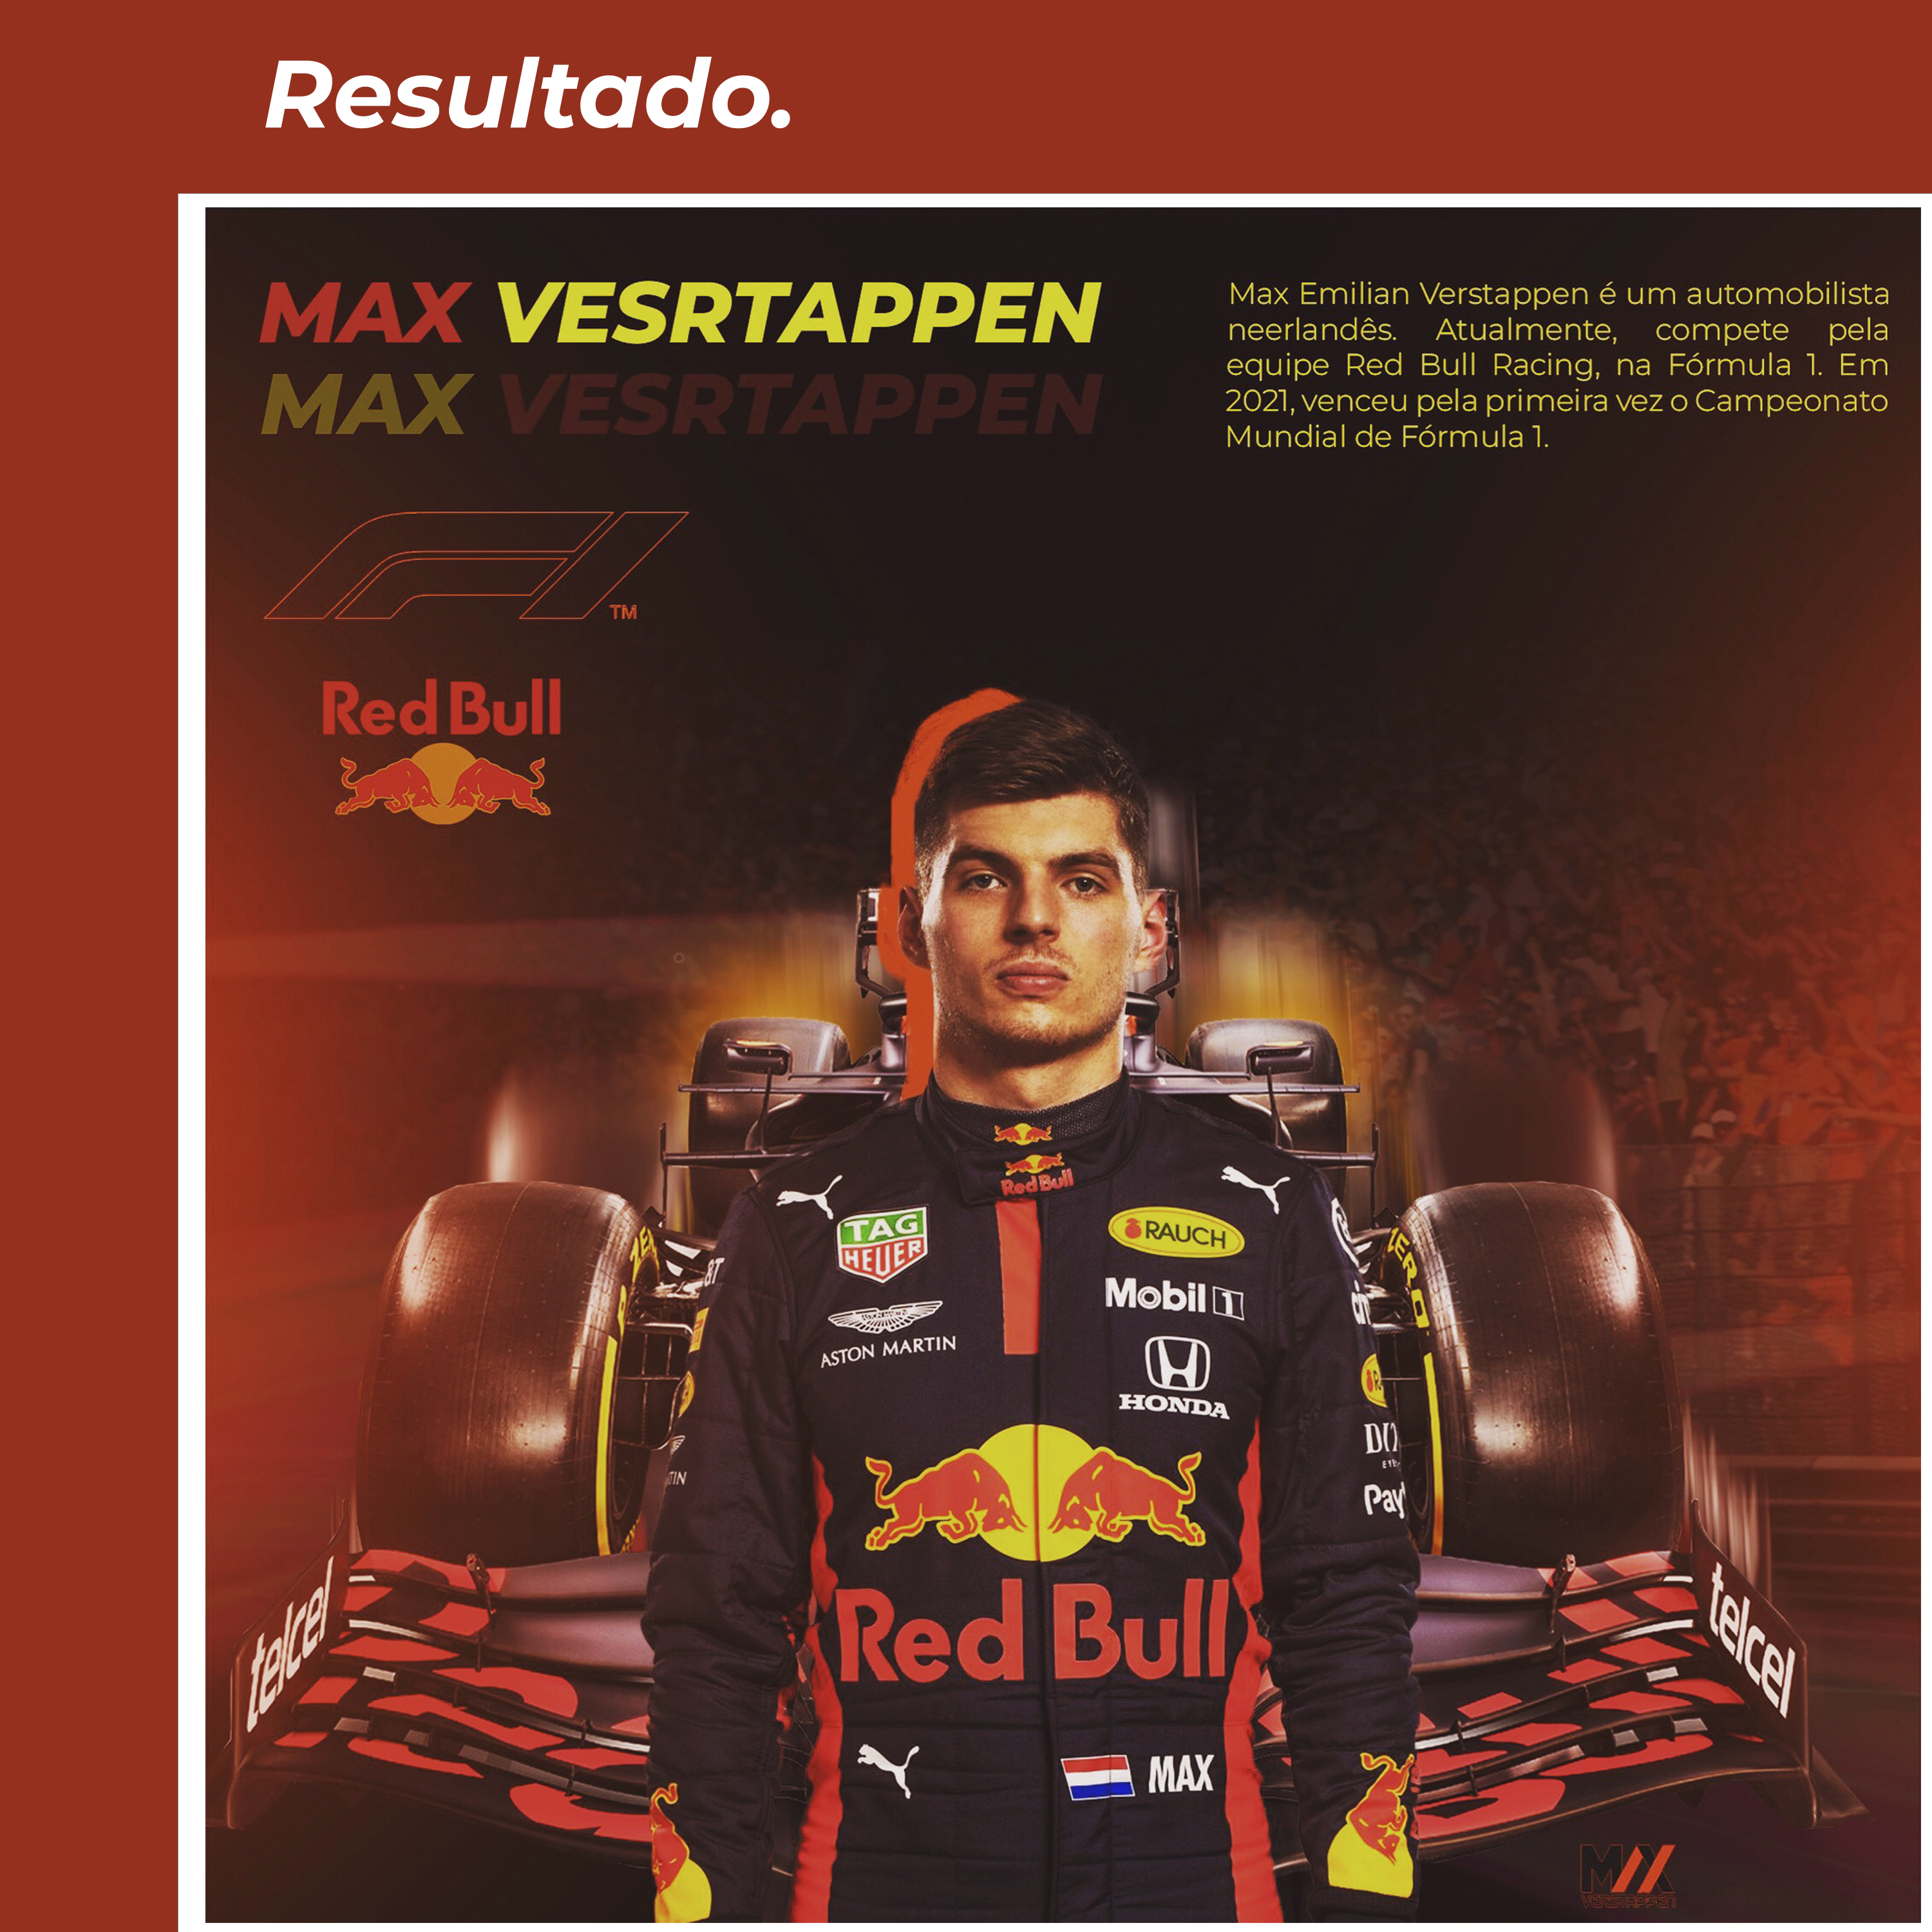 Resultado.
MAX VESRTAPPEN
MAX VESRTAPPEN
Max Emilian Verstappen é um automobilista
neerlandês. Atualmente, compete pela
equipe Red Bull Racing, na Fórmula 1. Em
2021, venceu pela primeira vez o Campeonato
Mundial de Fórmula 1.
F1
TM
Red Bull
Red Bull
TAG
HEUER
RAUCH
Mobil 1
ASTON MARTIN
HONDA
ZERO
Red Bull
telcel
telcel
MAX
MAX
VERSTAPPEN